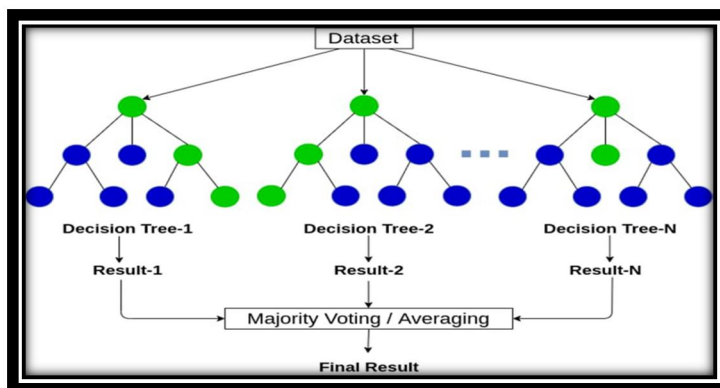 Dataset
Decision Tree-1
Decision Tree-2
Decision Tree-N
Result-1
Result-2
Result-N
Majority Voting / Averaging
Final Result